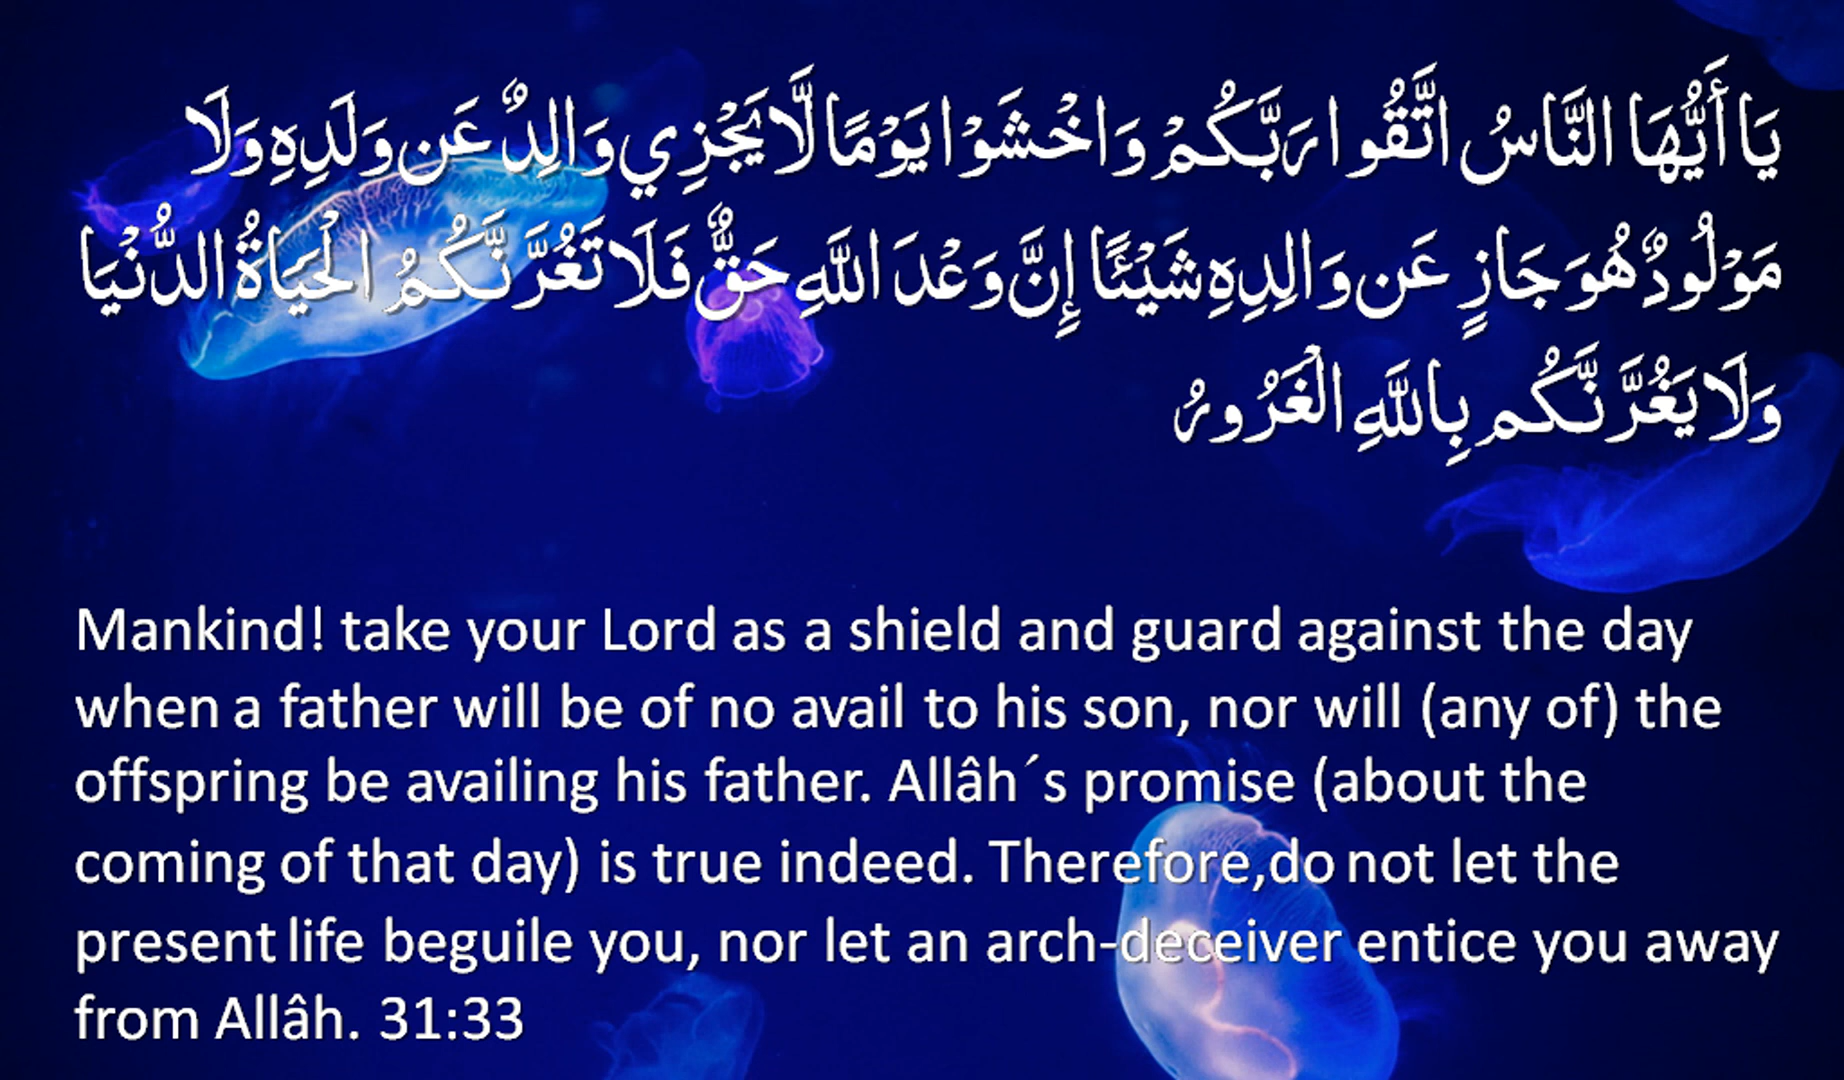 يَا أَيُّهَا النَّاسُ اتَّقُوا رَبَّكُمْ وَاخْشَوْا يَوْمًا لَّا يَجْزِي وَالِدٌ عَن وَلَدِهِ وَلَا
مَوْلُودٌ هُوَ جَازٍ عَن وَالِدِهِ شَيْئًا إِنَّ وَعْدَ اللَّهِ حَقٌّ فَلَا تَغُرَّنَّكُمُ الْحَيَاةُ الدُّنْيَا
وَلَا يَغُرَّنَّكُم بِاللَّهِ الْغَرُورُ
Mankind! take your Lord as a shield and guard against the day
when a father will be of no avail to his son, nor will (any of) the
offspring be availing his father. Allâh´s promise (about the
coming of that day) is true indeed. Therefore,do not let the
present life beguile you, nor let an arch-deceiver entice you away
from Allâh. 31:33